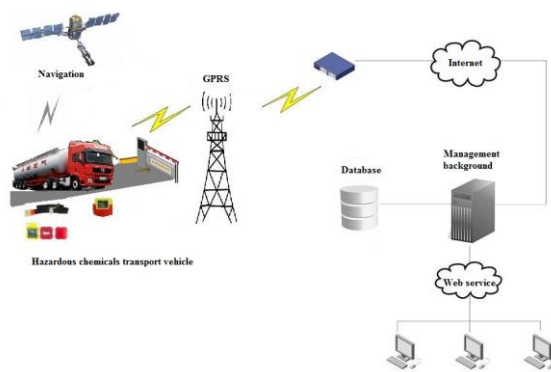 Navigation
GPRS
Internet
Database
Management
background
Hazardous chemicals transport vehicle
Web service